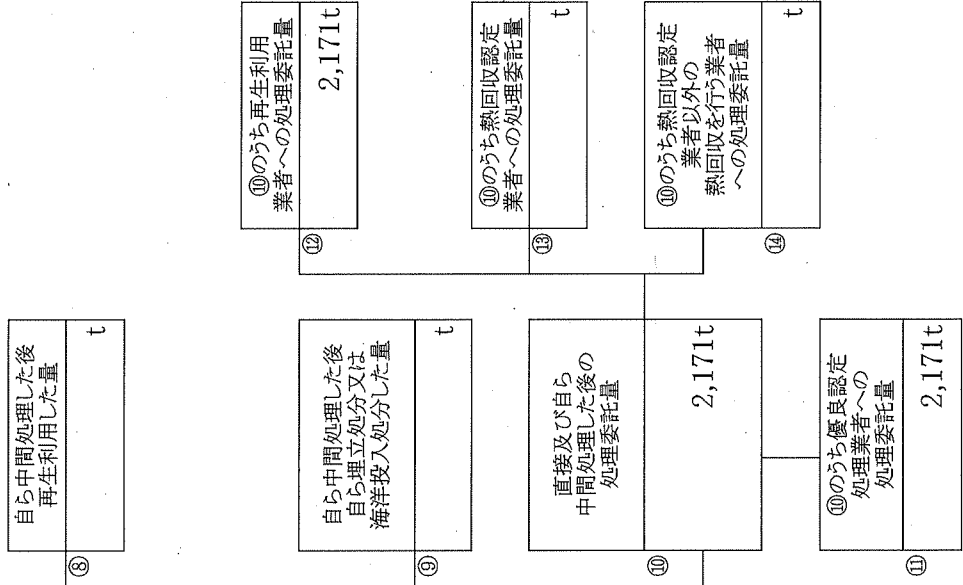 ⑧
自ら中間処理した後
再生利用した量
t
⑨
自ら中間処理した後
自ら埋立処分又は
海洋投入処分した量
t
⑩
直接及び自ら
中間処理した後の
処理委託量
2,171t
⑪
⑩のうち優良認定
処理業者への
処理委託量
2,171t
⑫
⑩のうち再生利用
業者への処理委託量
2,171t
⑬
⑩のうち熱回収認定
業者への処理委託量
t
⑭
⑩のうち熱回収認定
業者以外の
熱回収を行う業者
への処理委託量
t